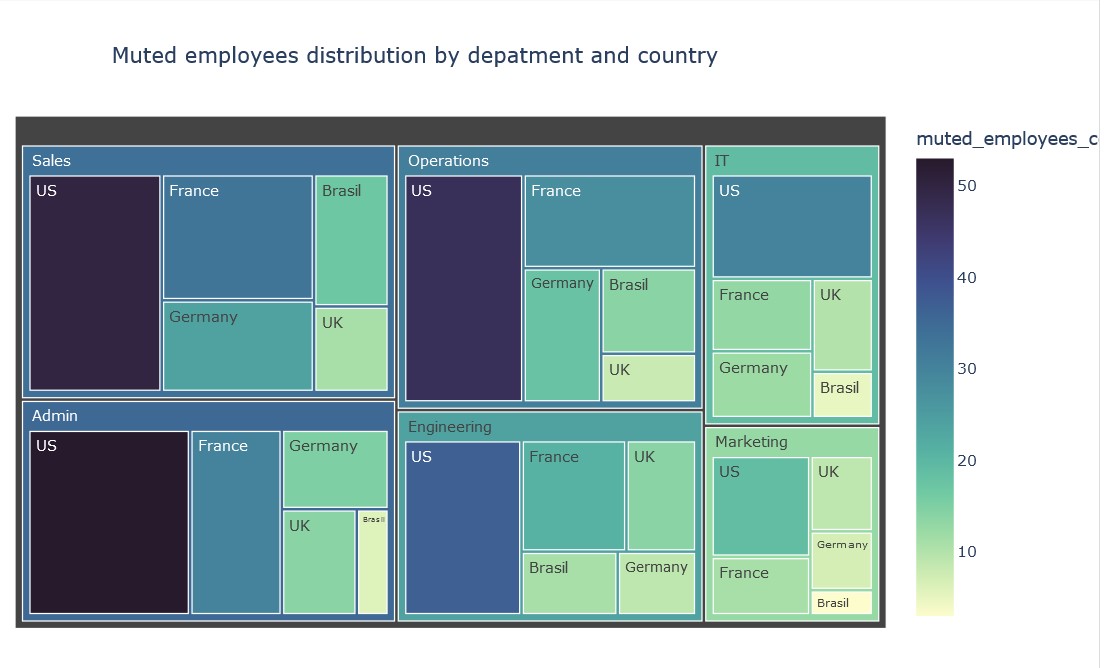 Muted employees distribution by depatment and country
muted_employees_c
Sales
US
France
Brasil
Germany
UK
Operations
US
France
Germany
Brasil
UK
IT
US
France
UK
Germany
Brasil
Admin
US
France
Germany
UK
Brasil
Engineering
US
France
UK
Brasil
Germany
Marketing
US
UK
Germany
France
Brasil
50
40
30
20
10